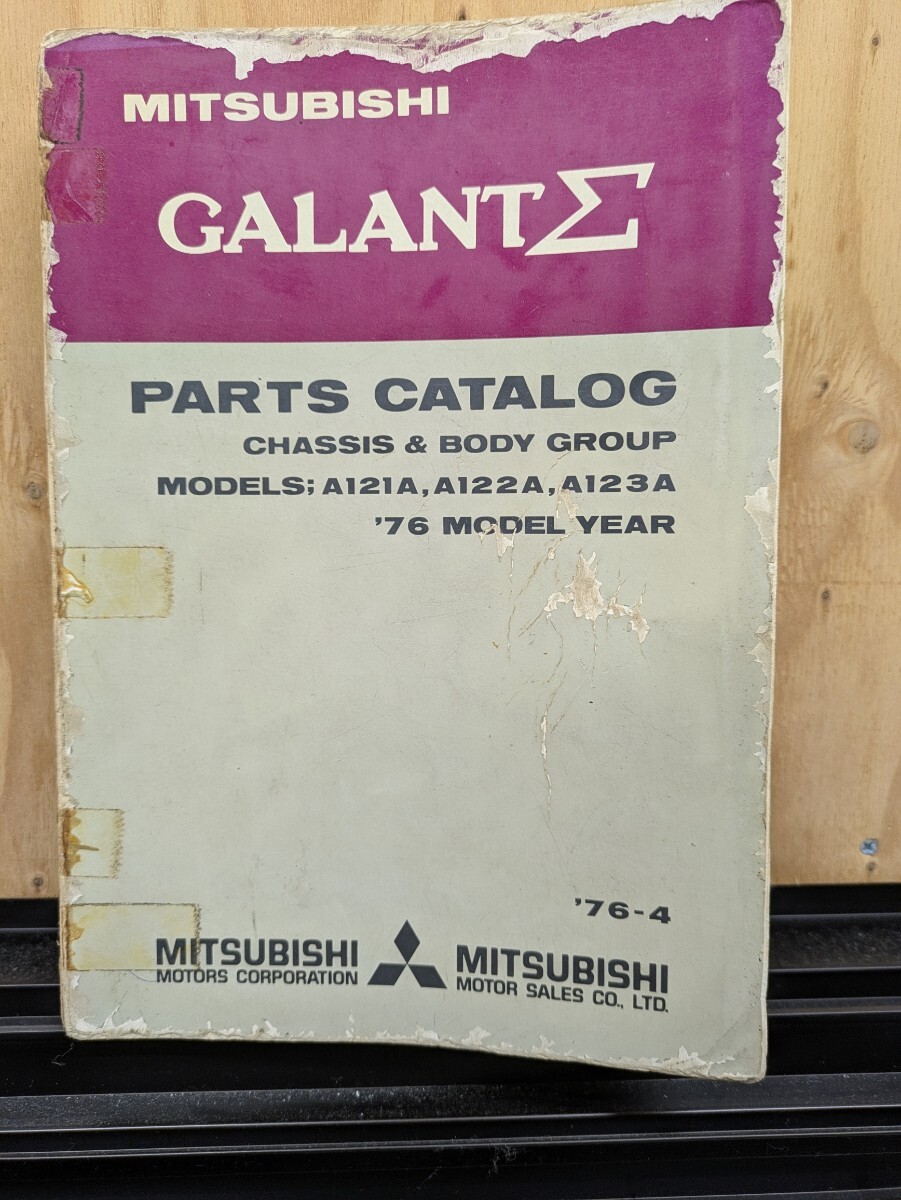 MITSUBISHI
GALANT Σ
PARTS CATALOG
CHASSIS & BODY GROUP
MODELS; A121A, A122A, A123A
'76 MODEL YEAR
'76-4
MITSUBISHI
MOTORS CORPORATION
MITSUBISHI
MOTOR SALES CO., LTD.